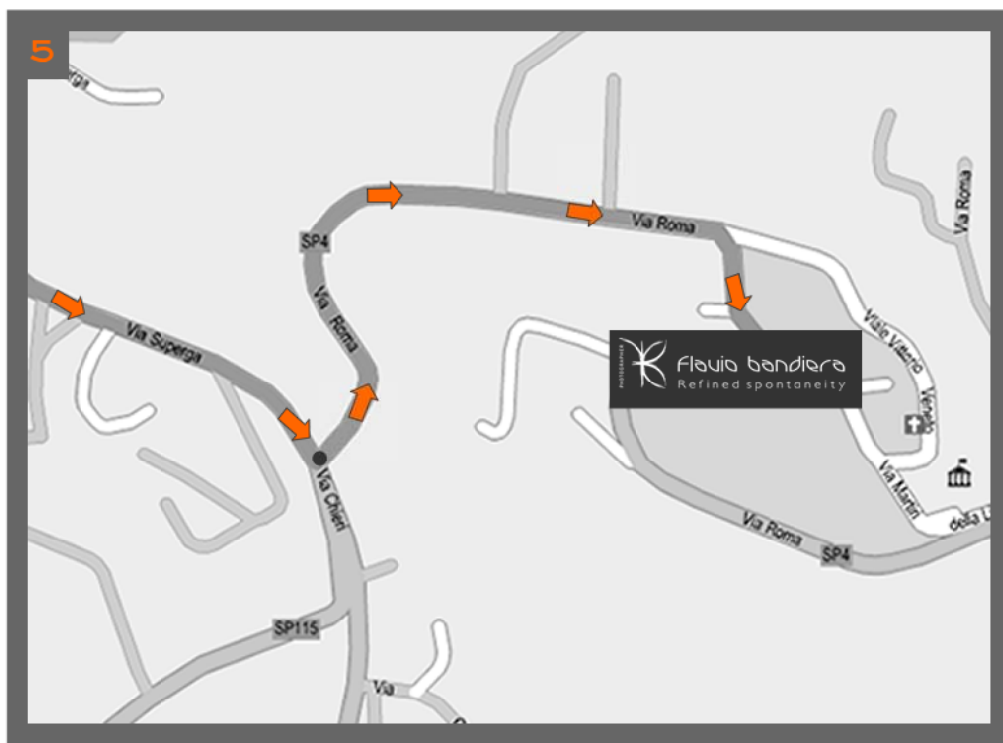 5
SP4
Via Roma
Via Roma
Via Roma
Via Superga
Viale Vittorio
Veneto
PHOTOGRAPHER
Flavio bandiera
Refined spontaneity
Via Chieri
Via Martiri
della L
Via Roma
SP4
SP115
Via